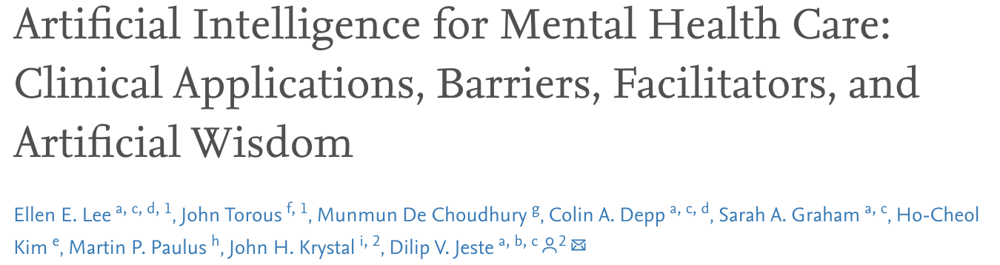 Artificial Intelligence for Mental Health Care:
Clinical Applications, Barriers, Facilitators, and
Artificial Wisdom
Ellen E. Lee a, c, d, 1, John Torous f, 1, Munmun De Choudhury g, Colin A. Depp a, c, d, Sarah A. Graham a, c, Ho-Cheol
Kim e, Martin P. Paulus h, John H. Krystal i, 2, Dilip V. Jeste a, b, c 2